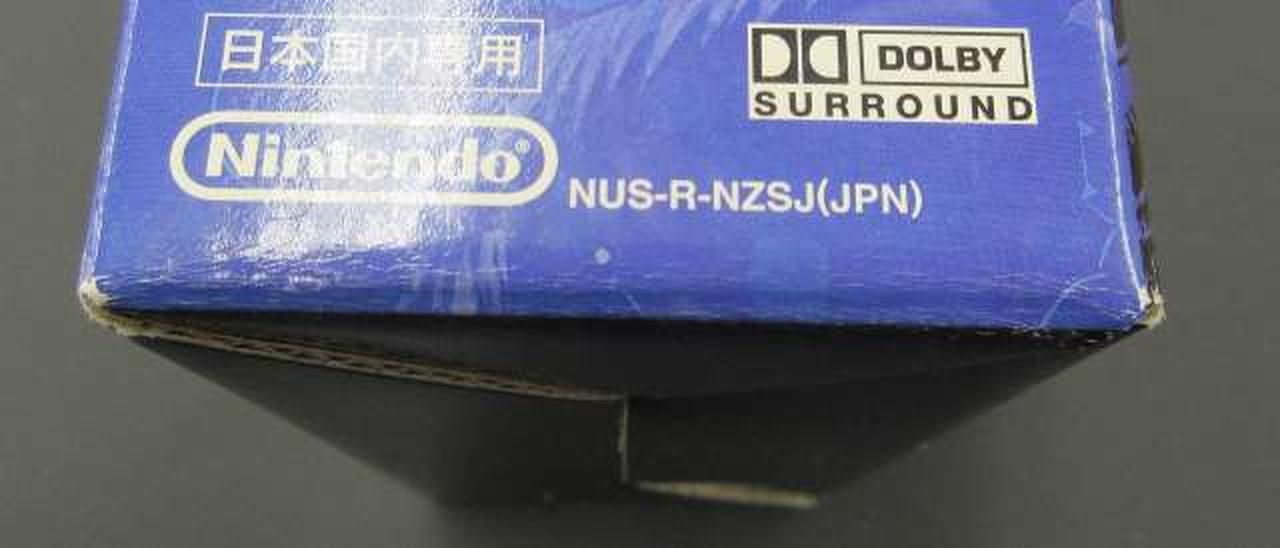 日本国内専用
DOLBY
SURROUND
Nintendo®
NUS-R-NZSJ(JPN)